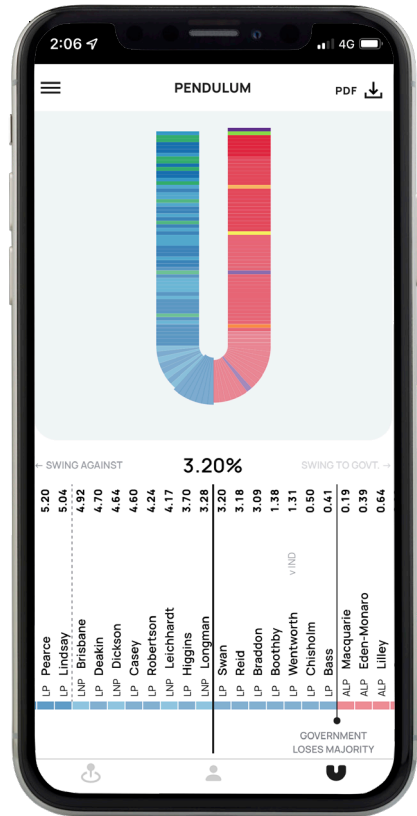 2:06
4G
PENDULUM
PDF
← SWING AGAINST
3.20%
SWING TO GOVT. →
LP Pearce 5.20
LP Lindsay 5.04
LNP Brisbane 4.92
LP Deakin 4.70
LNP Dickson 4.64
LP Casey 4.60
LP Robertson 4.24
LNP Leichhardt 4.17
LP Higgins 3.70
LNP Longman 3.28
LP Swan 3.20
LP Reid 3.18
LP Braddon 3.09
LP Boothby 1.38
LP Wentworth v IND 1.31
LP Chisholm 0.50
LP Bass 0.41
ALP Macquarie 0.19
ALP Eden-Monaro 0.39
ALP Lilley 0.64
GOVERNMENT
LOSES MAJORITY